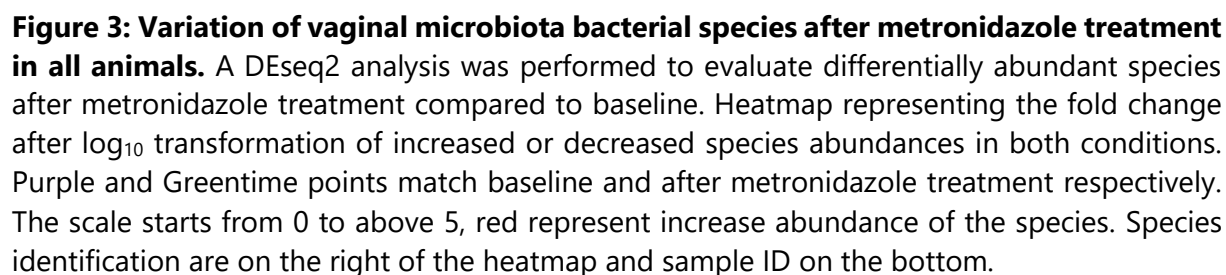 Figure 3: Variation of vaginal microbiota bacterial species after metronidazole treatment
in all animals. A DEseq2 analysis was performed to evaluate differentially abundant species
after metronidazole treatment compared to baseline. Heatmap representing the fold change
after log₁₀ transformation of increased or decreased species abundances in both conditions.
Purple and Greentime points match baseline and after metronidazole treatment respectively.
The scale starts from 0 to above 5, red represent increase abundance of the species. Species
identification are on the right of the heatmap and sample ID on the bottom.